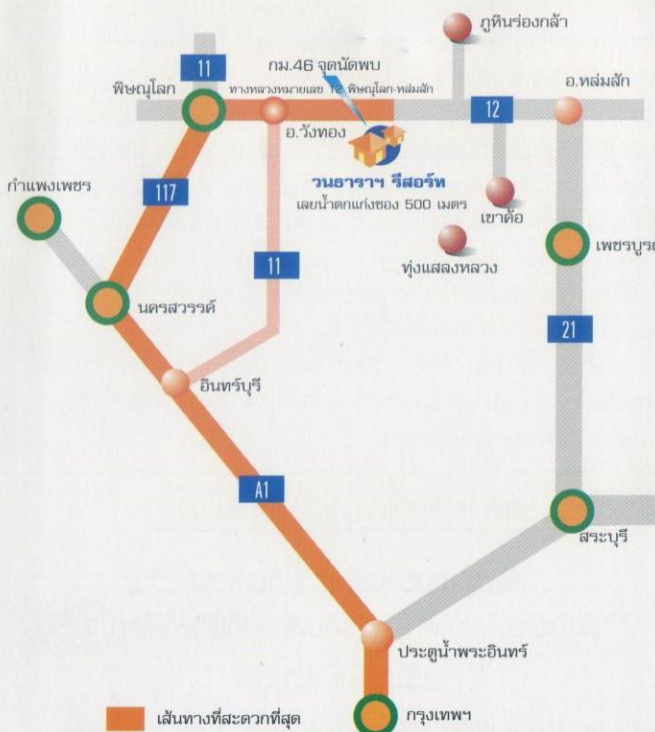 ภูหินร่องกล้า
11
กม.46 จุดนัดพบ
พิษณุโลก
ทางหลวงหมายเลข 12 พิษณุโลก-หล่มสัก
อ.หล่มสัก
12
อ.วังทอง
กำแพงเพชร
117
วนธาราฯ รีสอร์ท
เลยน้ำตกแก่งซอง 500 เมตร
เขาค้อ
เพชรบูรณ์
11
ทุ่งแสลงหลวง
นครสวรรค์
21
อินทร์บุรี
A1
สระบุรี
ประตูน้ำพระอินทร์
เส้นทางที่สะดวกที่สุด
กรุงเทพฯ